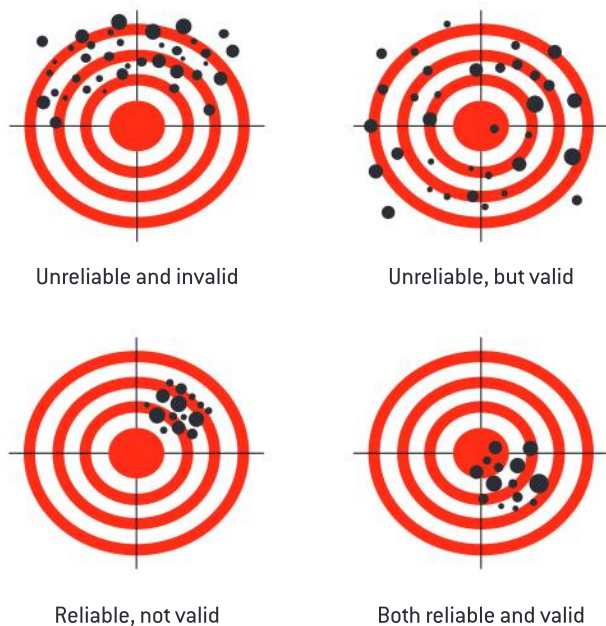 Unreliable and invalid
Unreliable, but valid
Reliable, not valid
Both reliable and valid